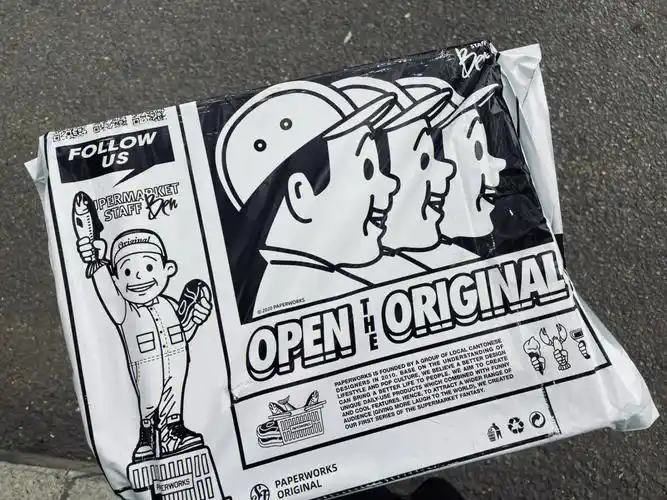 STAFF
Ben
FOLLOW
US
UPERMARKET
STAFF Ben
Original
© 2020 PAPERWORKS
OPEN THE ORIGINAL
PAPERWORKS IS FOUNDED BY A GROUP OF LOCAL CANTONESE
DESIGNERS IN 2010. BASE ON THE UNDERSTANDING OF
LIFESTYLE AND POP CULTURE, WE BELIEVE A BETTER DESIGN
CAN BRING A BETTER LIFE TO PEOPLE. WE AIM TO CREATE
UNIQUE DAILY-USE PRODUCTS WHICH COMBINED WITH FUNKY
AND COOL FEATURES, HENCE, TO ATTRACT A WIDER RANGE OF
AUDIENCE (GIVING MORE LAUGH TO THE WORLD). WE CREATED
OUR FIRST SERIES OF THE SUPERMARKET FANTASY.
PAPERWORKS
PAPERWORKS
ORIGINAL